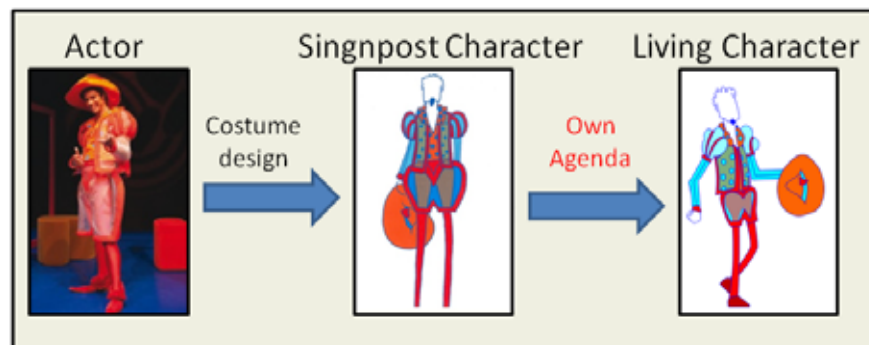 Actor
Singnpost Character
Living Character
Costume
design
Own
Agenda